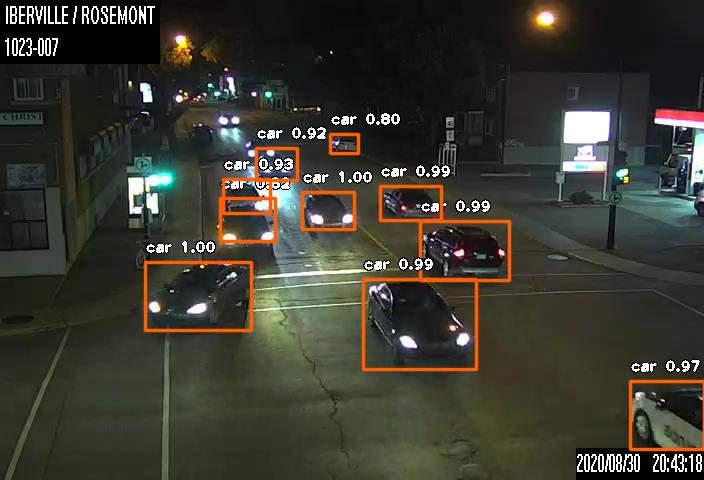 IBERVILLE / ROSEMONT
1023-007
car 0.80
car 0.92
car 0.93
car 1.00
car 0.99
car 0.99
car 1.00
car 0.99
car 0.97
CHRIST
2020/08/30 20:43:18